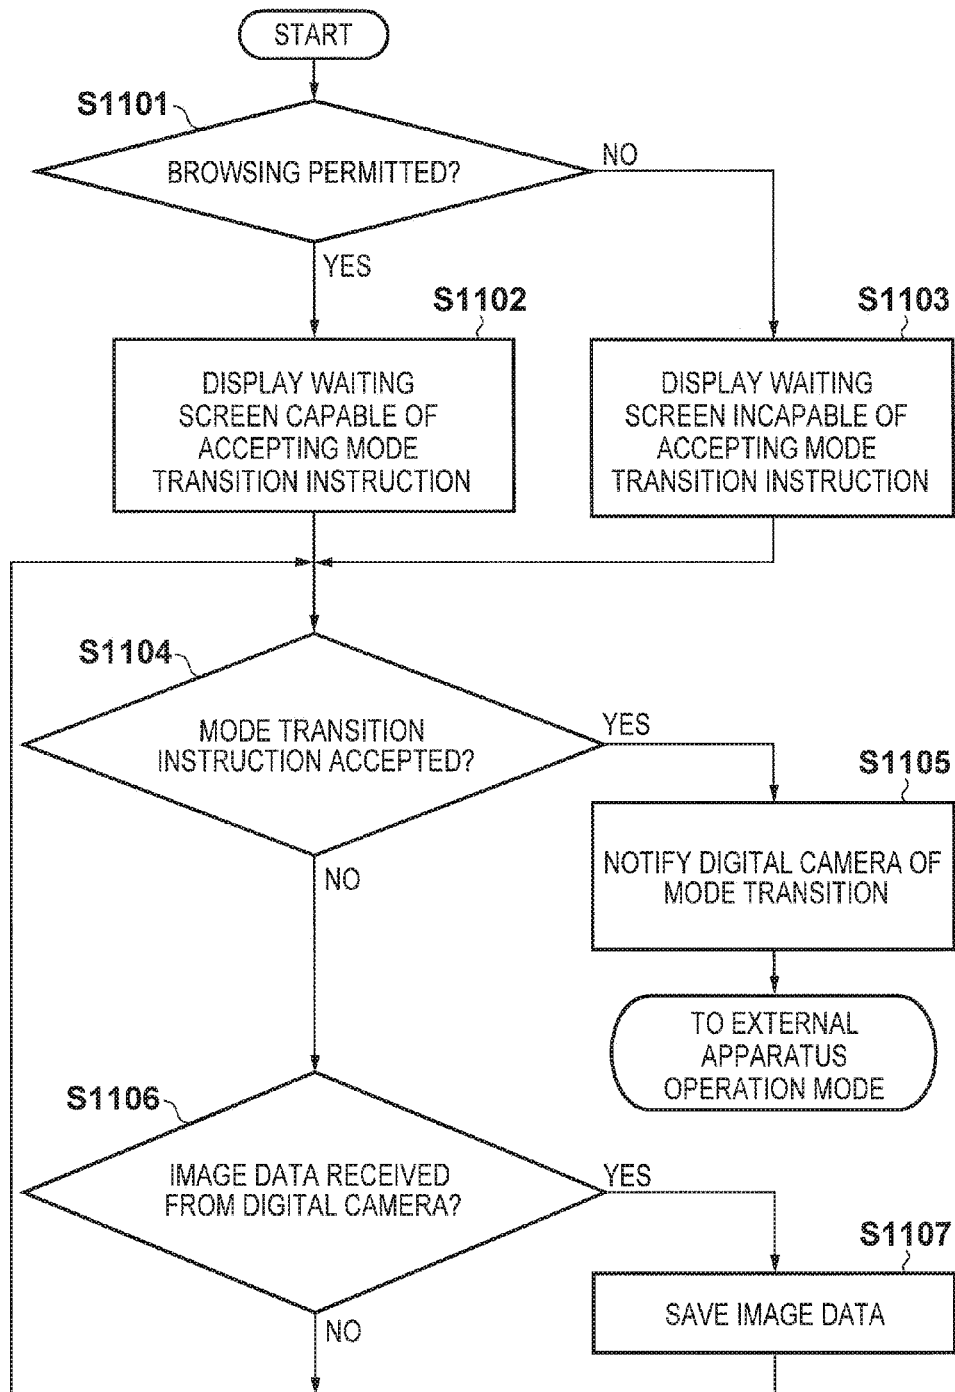 START
S1101
BROWSING PERMITTED?
NO
YES
S1102
S1103
DISPLAY WAITING
SCREEN CAPABLE OF
ACCEPTING MODE
TRANSITION INSTRUCTION
DISPLAY WAITING
SCREEN INCAPABLE OF
ACCEPTING MODE
TRANSITION INSTRUCTION
S1104
MODE TRANSITION
INSTRUCTION ACCEPTED?
YES
NO
S1105
NOTIFY DIGITAL CAMERA OF
MODE TRANSITION
TO EXTERNAL
APPARATUS
OPERATION MODE
S1106
IMAGE DATA RECEIVED
FROM DIGITAL CAMERA?
YES
NO
S1107
SAVE IMAGE DATA